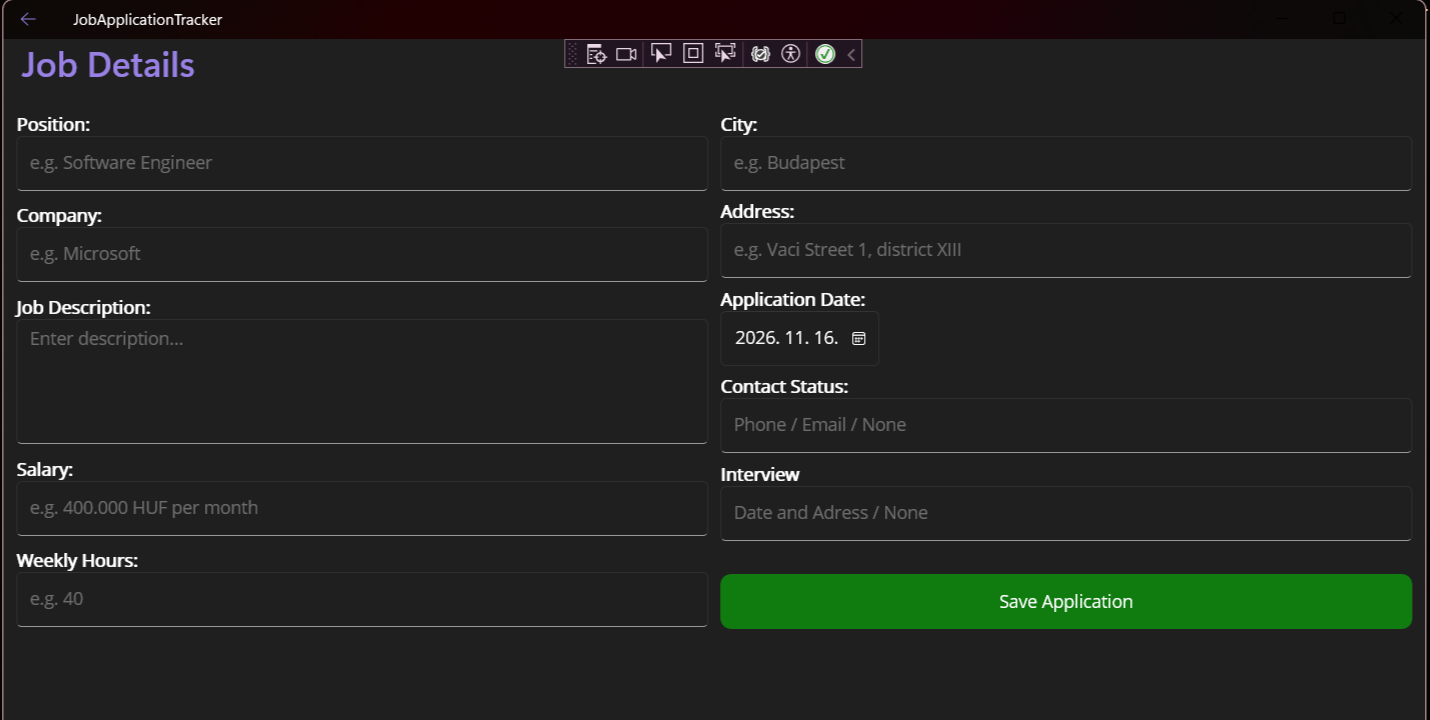 JobApplicationTracker
Job Details
Position:
e.g. Software Engineer
Company:
e.g. Microsoft
Job Description:
Enter description...
Salary:
e.g. 400.000 HUF per month
Weekly Hours:
e.g. 40
City:
e.g. Budapest
Address:
e.g. Vaci Street 1, district XIII
Application Date:
2026. 11. 16.
Contact Status:
Phone / Email / None
Interview
Date and Adress / None
Save Application